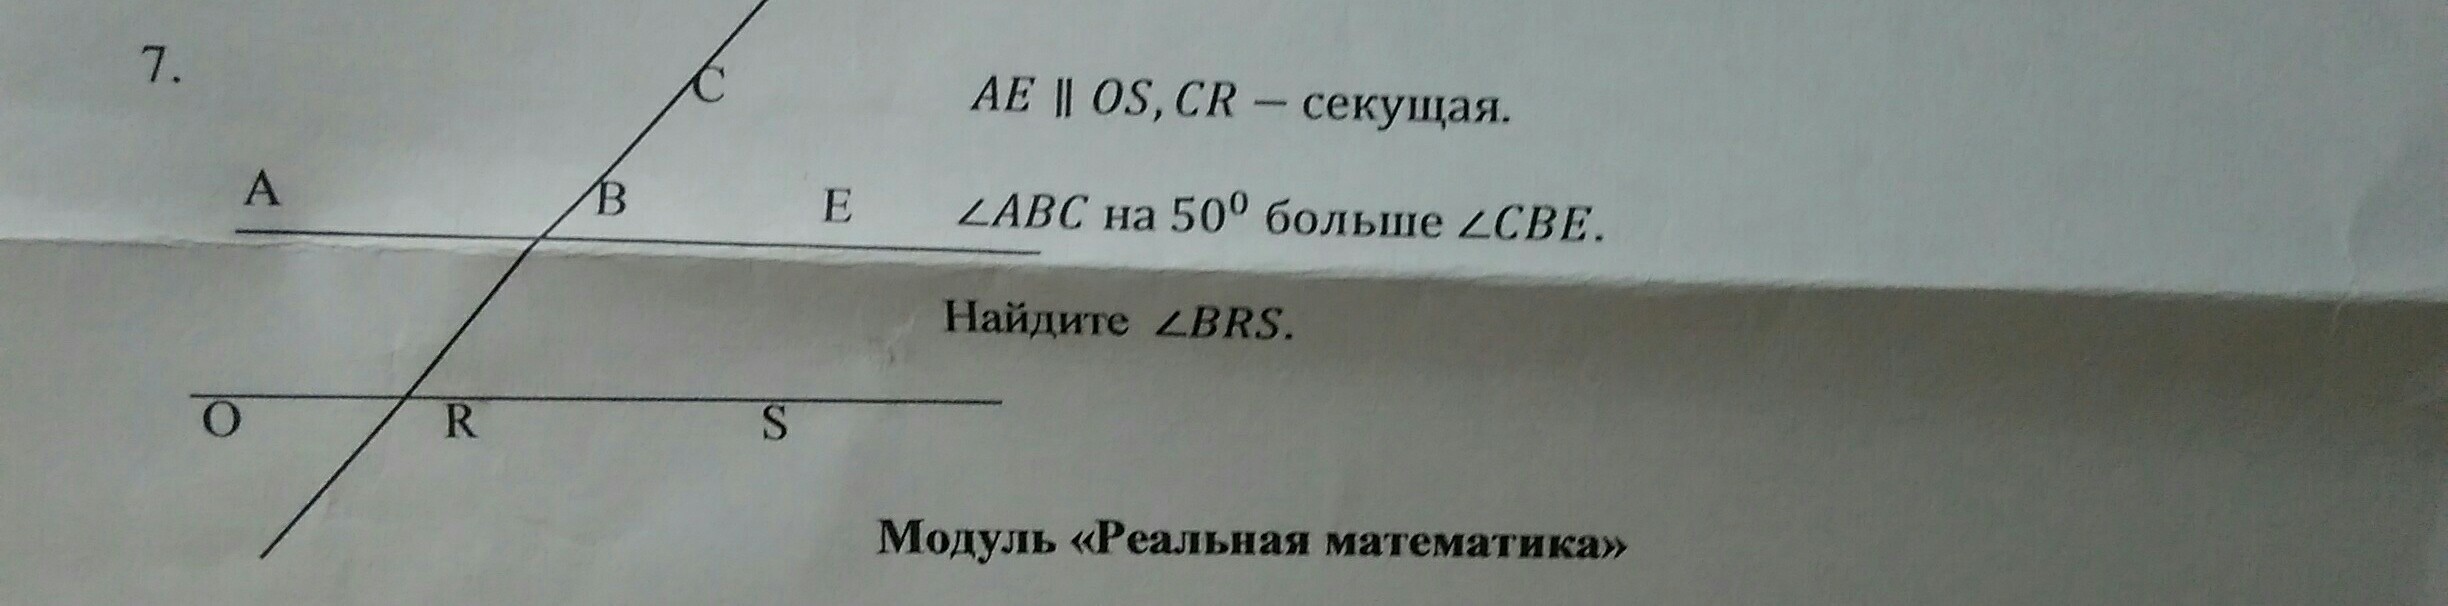 7.
C
AE ∥ OS, CR − секущая.
A
B
E
∠ABC на 50⁰ больше ∠CBE.
Найдите ∠BRS.
O
R
S
Модуль «Реальная математика»